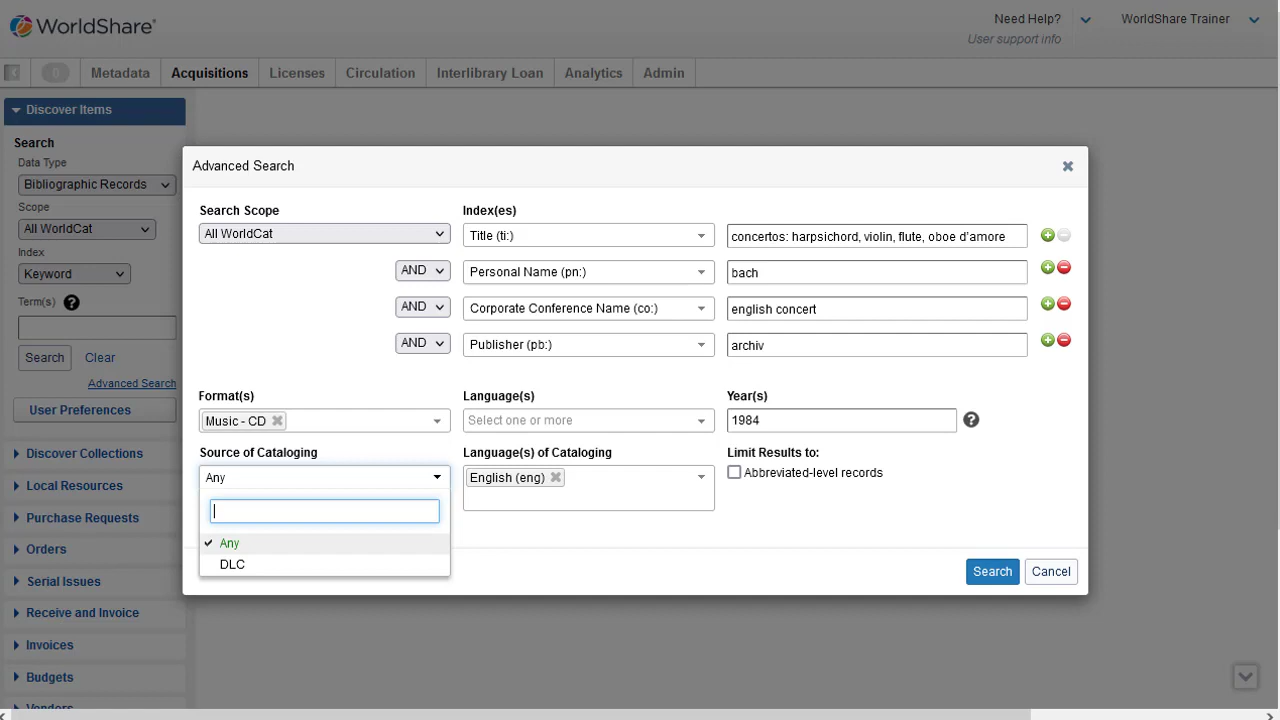 WorldShare®
Need Help?
WorldShare Trainer
User support info
0
Metadata
Acquisitions
Licenses
Circulation
Interlibrary Loan
Analytics
Admin
Discover Items
Search
Data Type
Bibliographic Records
Scope
All WorldCat
Index
Keyword
Term(s) ?
Search
Clear
Advanced Search
User Preferences
Discover Collections
Local Resources
Purchase Requests
Orders
Serial Issues
Receive and Invoice
Invoices
Budgets
Vendors
Advanced Search
Search Scope
Index(es)
All WorldCat
Title (ti:)
concertos: harpsichord, violin, flute, oboe d'amore
AND
Personal Name (pn:)
bach
AND
Corporate Conference Name (co:)
english concert
AND
Publisher (pb:)
archiv
Format(s)
Language(s)
Year(s)
Music - CD
Select one or more
1984
?
Source of Cataloging
Language(s) of Cataloging
Limit Results to:
Any
English (eng)
Abbreviated-level records
Any
DLC
Search
Cancel